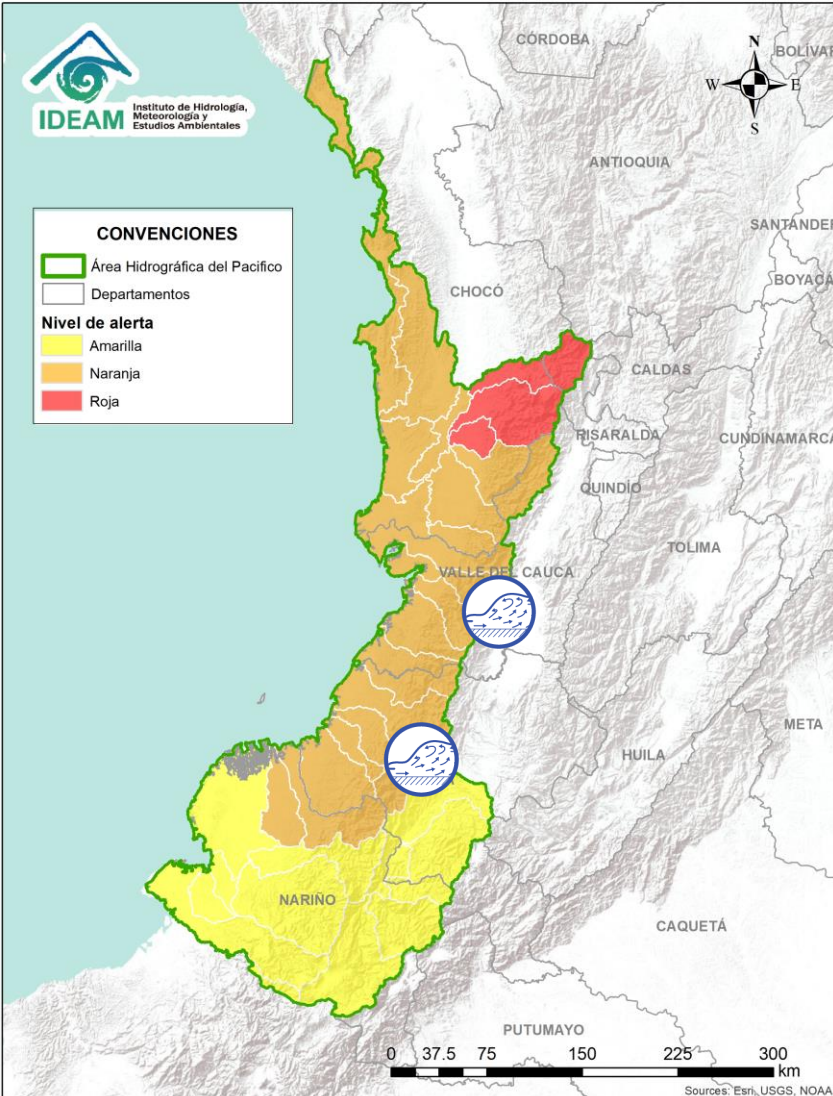 IDEAM
Instituto de Hidrología,
Meteorología y
Estudios Ambientales
N
W
E
S
CÓRDOBA
BOLÍVAR
ANTIOQUIA
SANTANDER
BOYACÁ
CHOCÓ
CALDAS
RISARALDA
CUNDINAMARCA
QUINDÍO
TOLIMA
VALLE DEL CAUCA
META
HUILA
NARIÑO
CAQUETÁ
PUTUMAYO
CONVENCIONES
Área Hidrográfica del Pacifico
Departamentos
Nivel de alerta
Amarilla
Naranja
Roja
0 37.5 75 150 225 300
km
Sources: Esri, USGS, NOAA